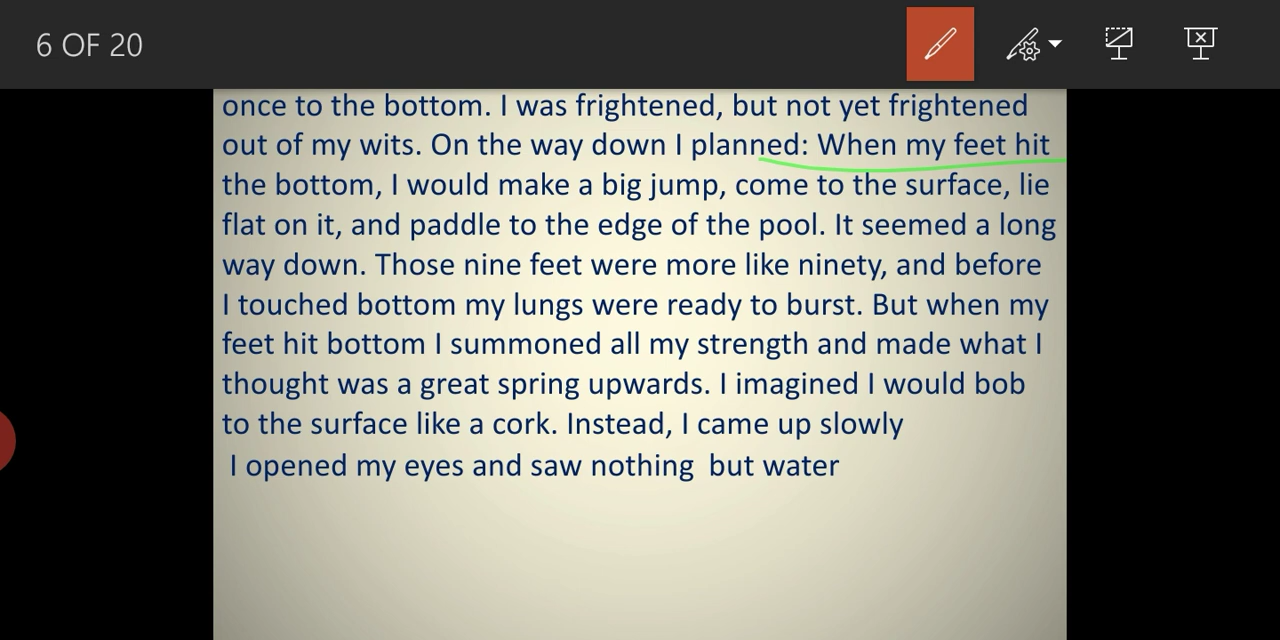 6 OF 20
once to the bottom. I was frightened, but not yet frightened
out of my wits. On the way down I planned: When my feet hit
the bottom, I would make a big jump, come to the surface, lie
flat on it, and paddle to the edge of the pool. It seemed a long
way down. Those nine feet were more like ninety, and before
I touched bottom my lungs were ready to burst. But when my
feet hit bottom I summoned all my strength and made what I
thought was a great spring upwards. I imagined I would bob
to the surface like a cork. Instead, I came up slowly
I opened my eyes and saw nothing but water